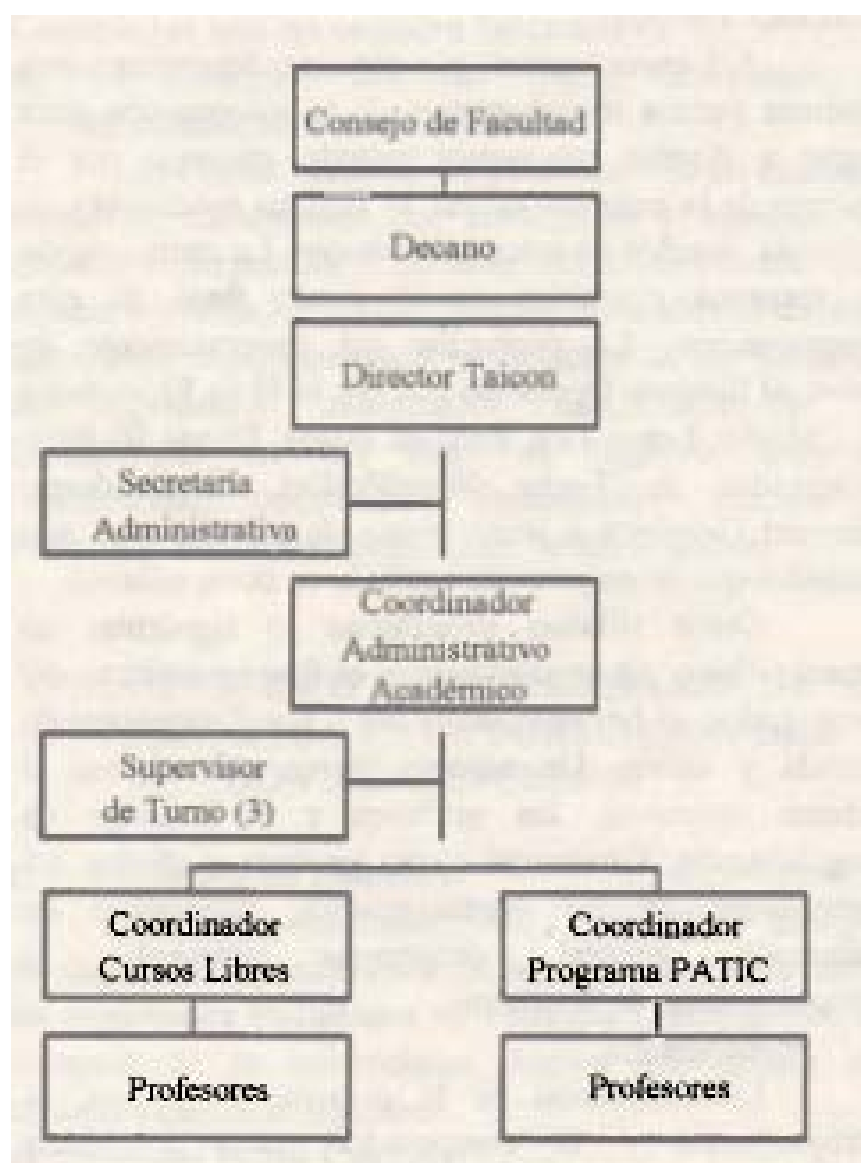 Consejo de Facultad
Decano
Director Taicon
Secretaría
Administrativa
Coordinador
Administrativo
Académico
Supervisor
de Turno (3)
Coordinador
Cursos Libres
Coordinador
Programa PATIC
Profesores
Profesores